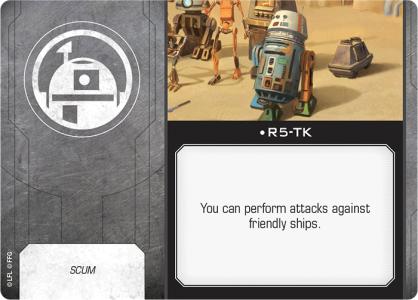 • R5-TK
You can perform attacks against
friendly ships.
SCUM
© LFL © FFG